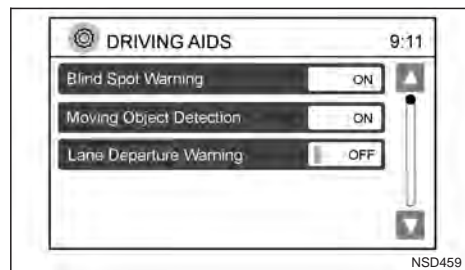 DRIVING AIDS 9:11
Blind Spot Warning ON
Moving Object Detection ON
Lane Departure Warning OFF
NSD459